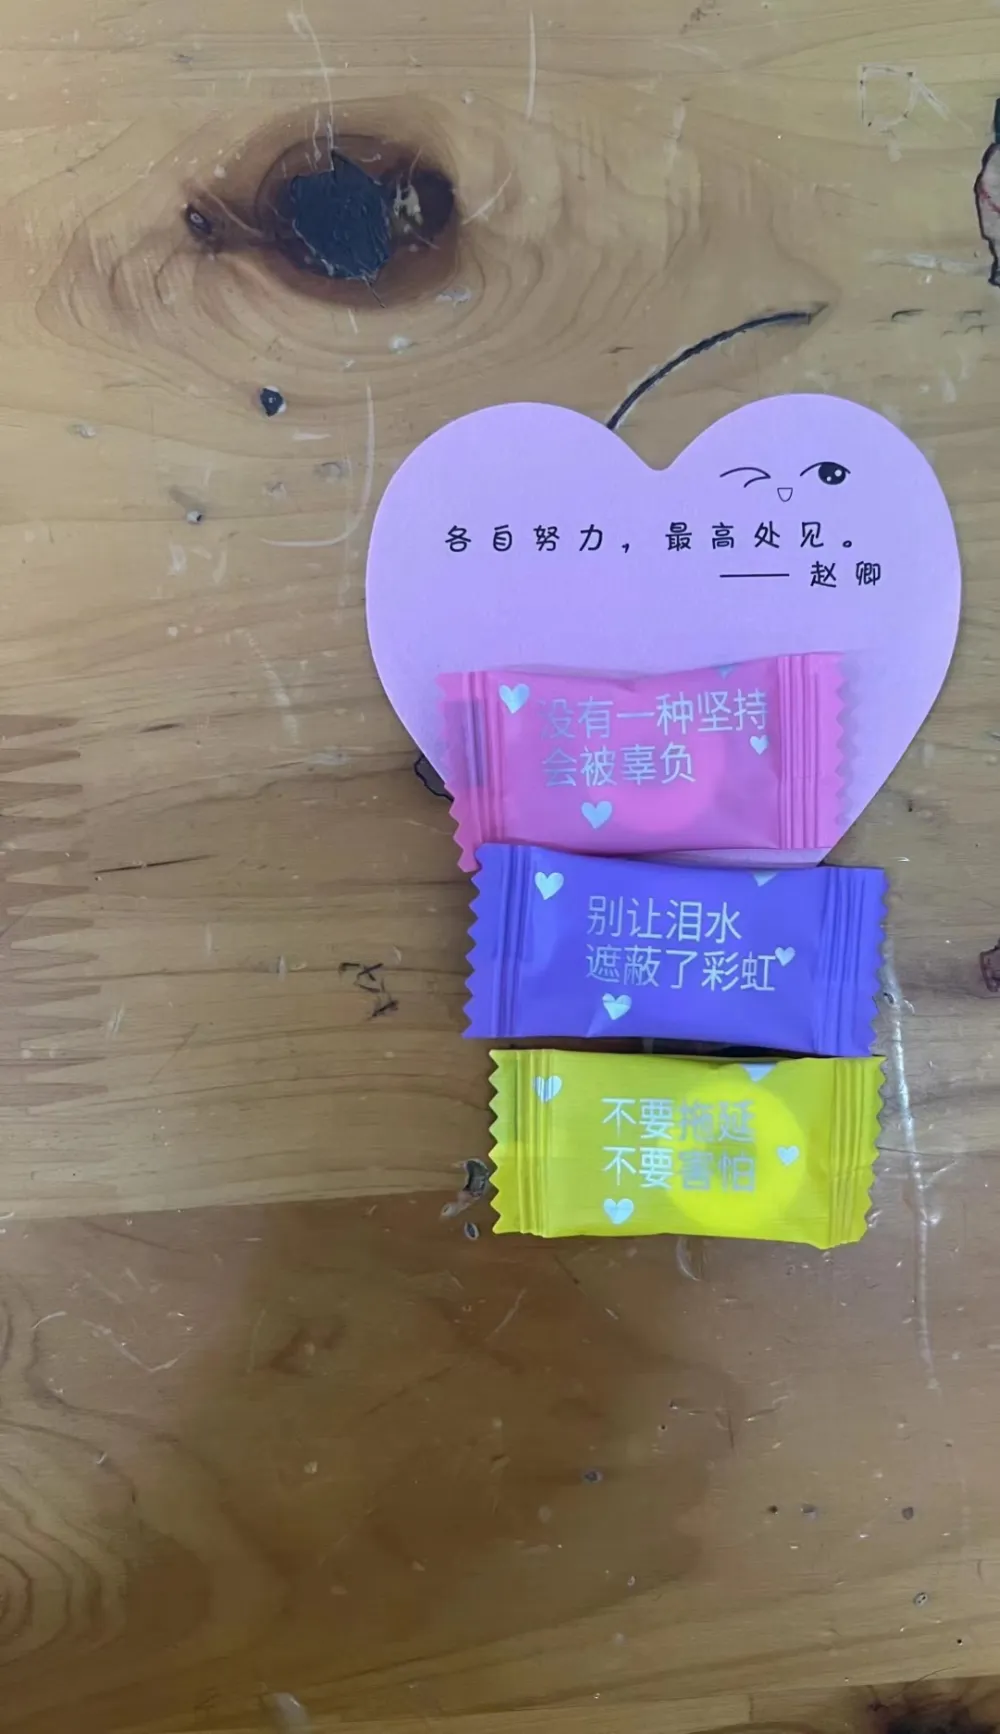 各自努力，最高处见。
—— 赵卿
没有一种坚持
会被辜负
别让泪水
遮蔽了彩虹
不要拖延
不要害怕